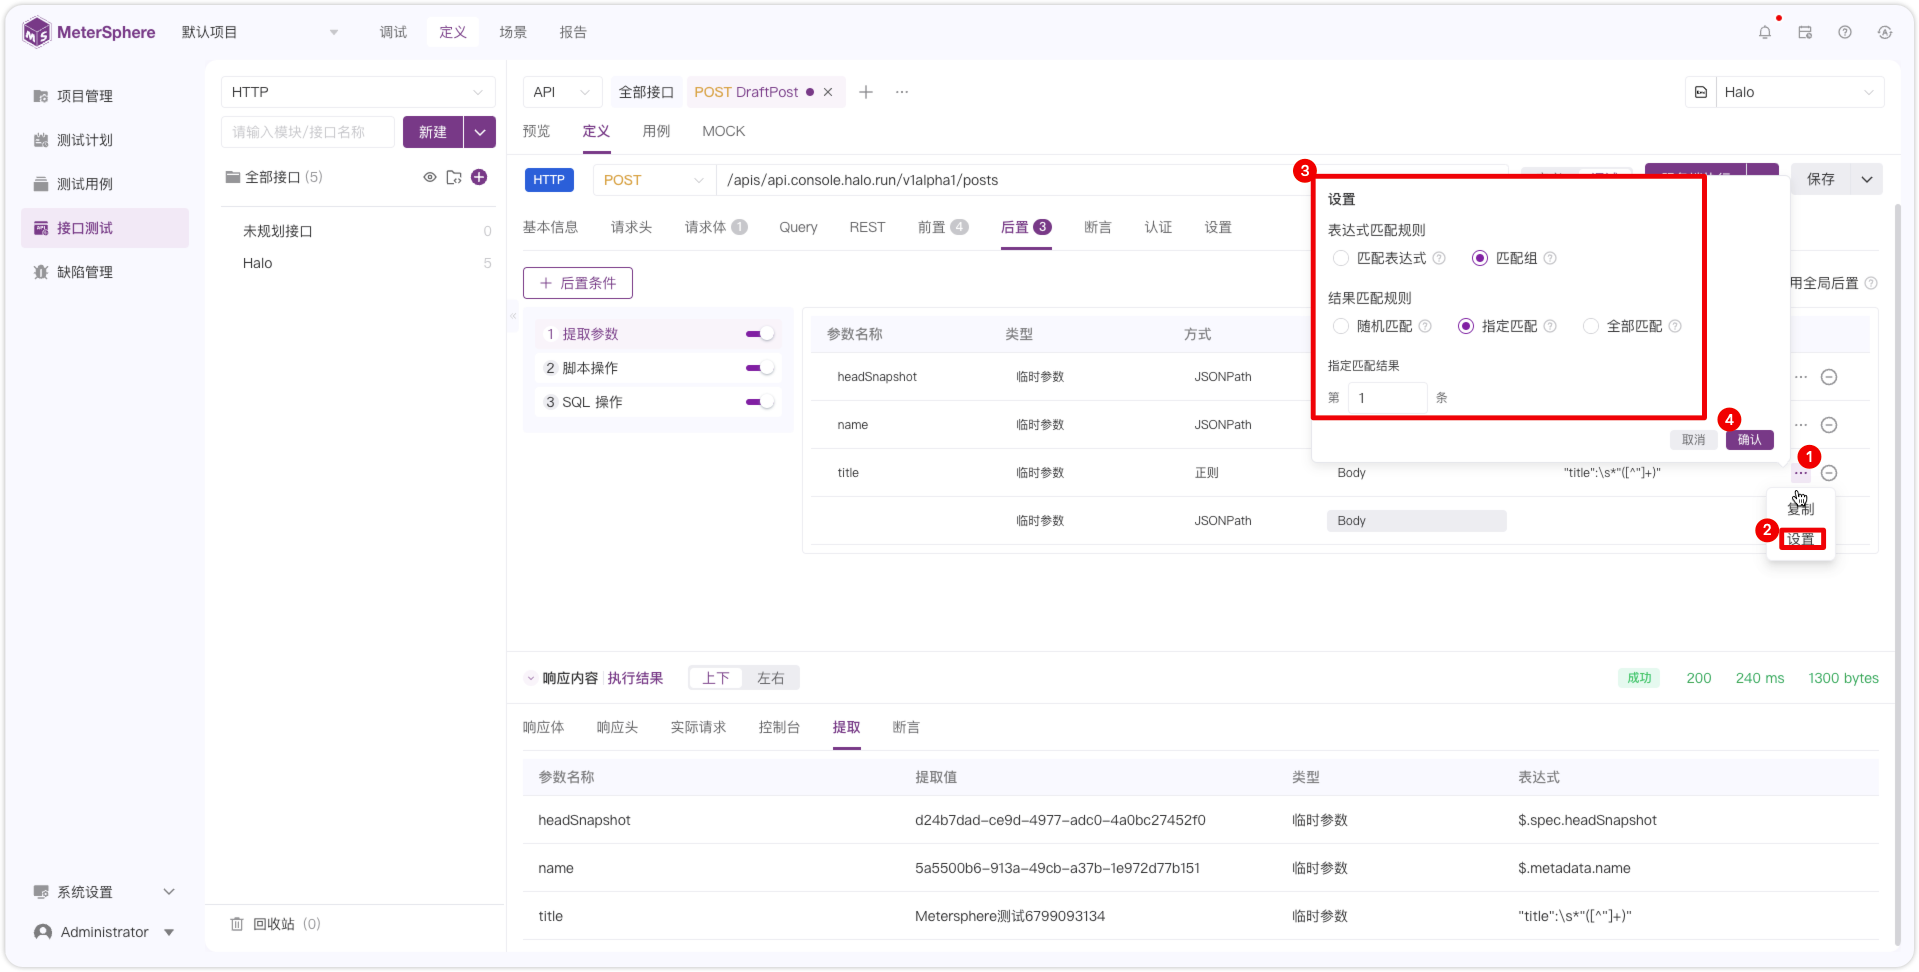 MeterSphere 默认项目 调试 定义 场景 报告
项目管理
测试计划
测试用例
接口测试
缺陷管理
系统设置
Administrator
HTTP
请输入模块/接口名称 新建
全部接口 (5)
未规划接口 0
Halo 5
回收站 (0)
API 全部接口 POST DraftPost Halo
预览 定义 用例 MOCK
HTTP POST /apis/api.console.halo.run/v1alpha1/posts 保存
基本信息 请求头 请求体 1 Query REST 前置 4 后置 3 断言 认证 设置
后置条件 用全局后置
1 提取参数
2 脚本操作
3 SQL 操作
参数名称 类型 方式
headSnapshot 临时参数 JSONPath
name 临时参数 JSONPath
title 临时参数 正则 Body "title":\s*"([^"]+)"
临时参数 JSONPath Body
3
设置
表达式匹配规则
匹配表达式 匹配组
结果匹配规则
随机匹配 指定匹配 全部匹配
指定匹配结果
第 1 条
4
取消 确认
1
复制
2
设置
响应内容 执行结果 上下 左右 成功 200 240 ms 1300 bytes
响应体 响应头 实际请求 控制台 提取 断言
参数名称 提取值 类型 表达式
headSnapshot d24b7dad-ce9d-4977-adc0-4a0bc27452f0 临时参数 $.spec.headSnapshot
name 5a5500b6-913a-49cb-a37b-1e972d77b151 临时参数 $.metadata.name
title Metersphere测试6799093134 临时参数 "title":\s*"([^"]+)"